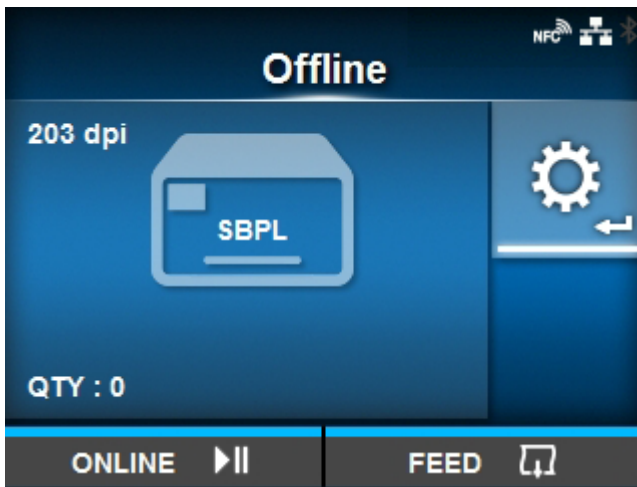 NFC
Offline
203 dpi
SBPL
QTY : 0
ONLINE
FEED